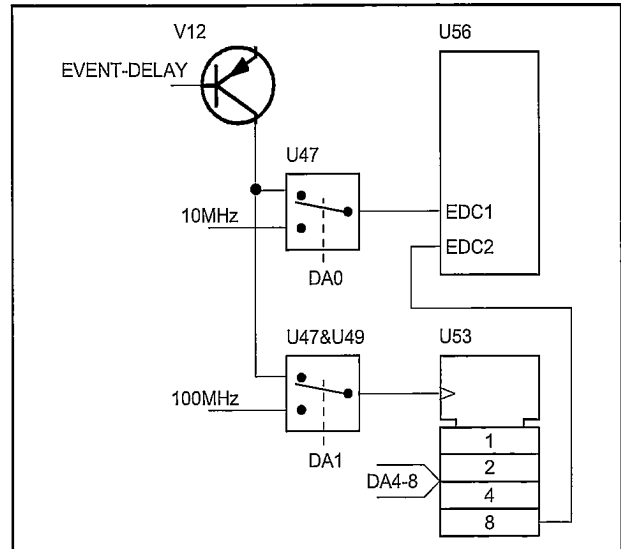 V12
U56
EVENT-DELAY
U47
10MHz
EDC1
EDC2
DA0
U47&U49
U53
100MHz
DA1
1
2
DA4-8
4
8